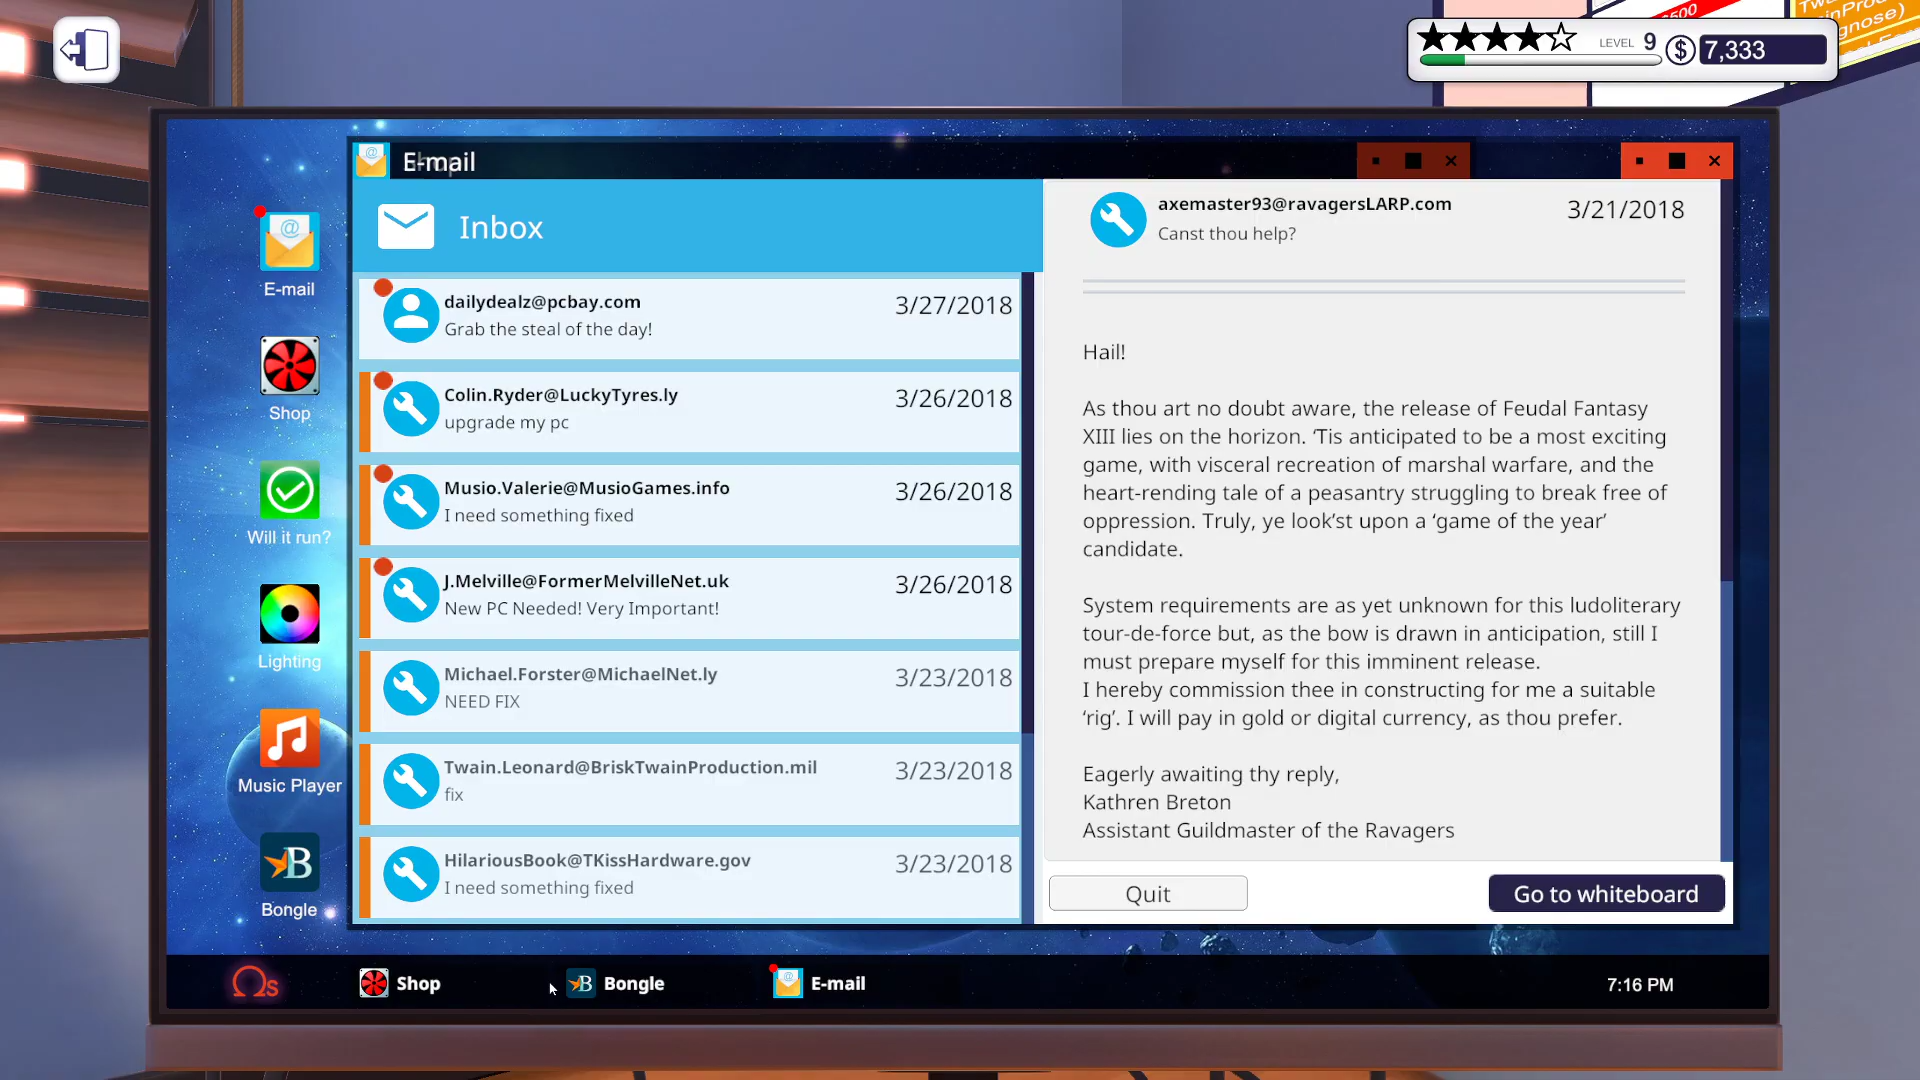 $500
LEVEL 9
$ 7,333
E-mail
Inbox
E-mail
Shop
Will it run?
Lighting
Music Player
Bongle
dailydealz@pcbay.com
3/27/2018
Grab the steal of the day!
Colin.Ryder@LuckyTyres.ly
3/26/2018
upgrade my pc
Musio.Valerie@MusioGames.info
3/26/2018
I need something fixed
J.Melville@FormerMelvilleNet.uk
3/26/2018
New PC Needed! Very Important!
Michael.Forster@MichaelNet.ly
3/23/2018
NEED FIX
Twain.Leonard@BriskTwainProduction.mil
3/23/2018
fix
HilariousBook@TKissHardware.gov
3/23/2018
I need something fixed
axemaster93@ravagersLARP.com
3/21/2018
Canst thou help?
Hail!
As thou art no doubt aware, the release of Feudal Fantasy
XIII lies on the horizon. ‘Tis anticipated to be a most exciting
game, with visceral recreation of marshal warfare, and the
heart-rending tale of a peasantry struggling to break free of
oppression. Truly, ye look’st upon a ‘game of the year’
candidate.
System requirements are as yet unknown for this ludoliterary
tour-de-force but, as the bow is drawn in anticipation, still I
must prepare myself for this imminent release.
I hereby commission thee in constructing for me a suitable
‘rig’. I will pay in gold or digital currency, as thou prefer.
Eagerly awaiting thy reply,
Kathren Breton
Assistant Guildmaster of the Ravagers
Quit
Go to whiteboard
Ωs
Shop
Bongle
E-mail
7:16 PM